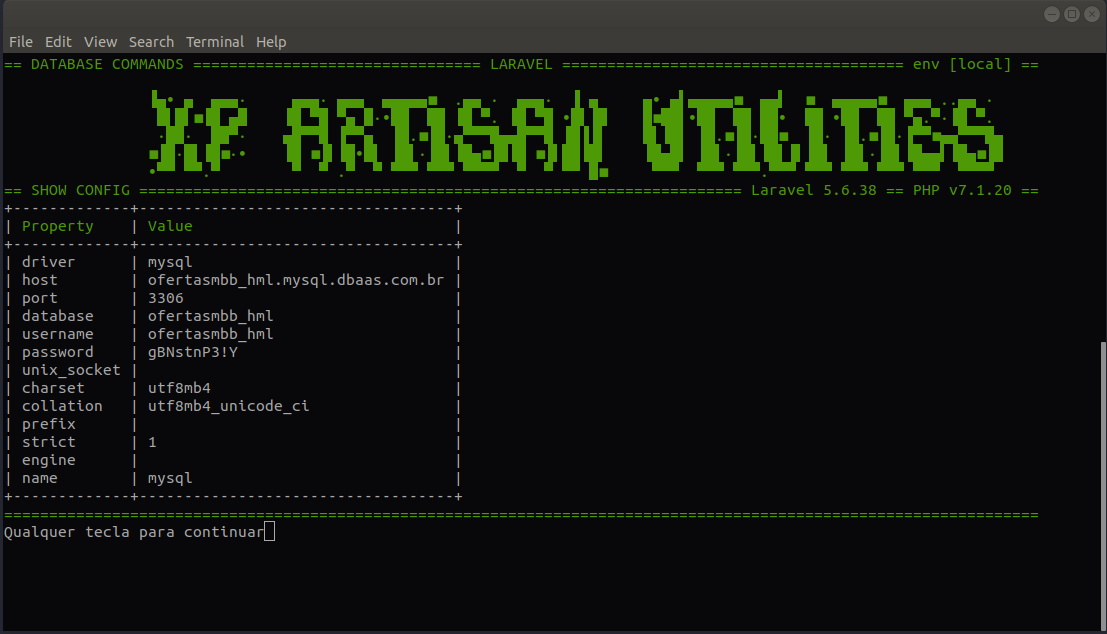 File Edit View Search Terminal Help
== DATABASE COMMANDS ================================ LARAVEL ====================================== env [local] ==
XF ARTISAN UTILITIES
== SHOW CONFIG =================================================================== Laravel 5.6.38 == PHP v7.1.20 ==
+-------------+-----------------------------------+
| Property    | Value                             |
+-------------+-----------------------------------+
| driver      | mysql                             |
| host        | ofertasmbb_hml.mysql.dbaas.com.br |
| port        | 3306                              |
| database    | ofertasmbb_hml                    |
| username    | ofertasmbb_hml                    |
| password    | gBNstnP3!Y                        |
| unix_socket |                                   |
| charset     | utf8mb4                           |
| collation   | utf8mb4_unicode_ci                |
| prefix      |                                   |
| strict      | 1                                 |
| engine      |                                   |
| name        | mysql                             |
+-------------+-----------------------------------+
===================================================================================================================
Qualquer tecla para continuar